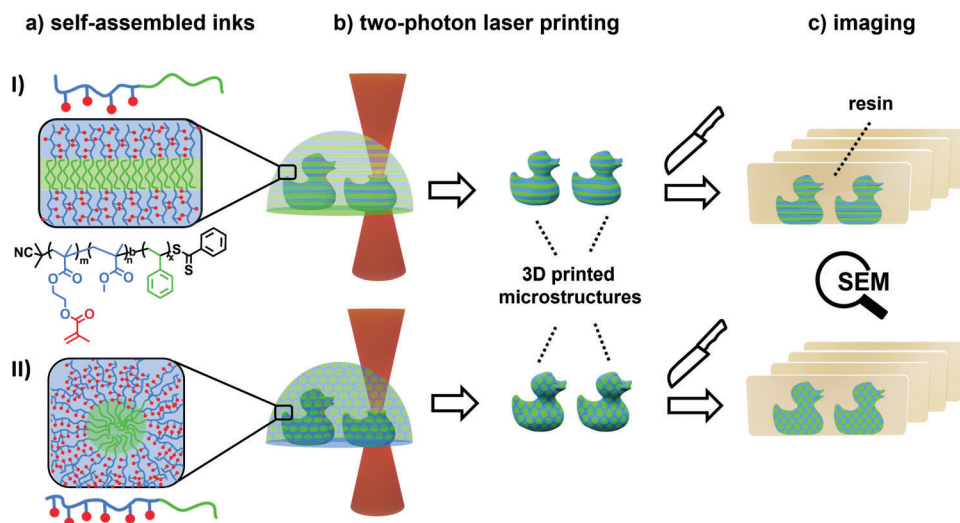 a) self-assembled inks
b) two-photon laser printing
c) imaging
I)
resin
NC
m
n
b
x
S
S
O
O
O
O
O
O
3D printed
microstructures
SEM
II)